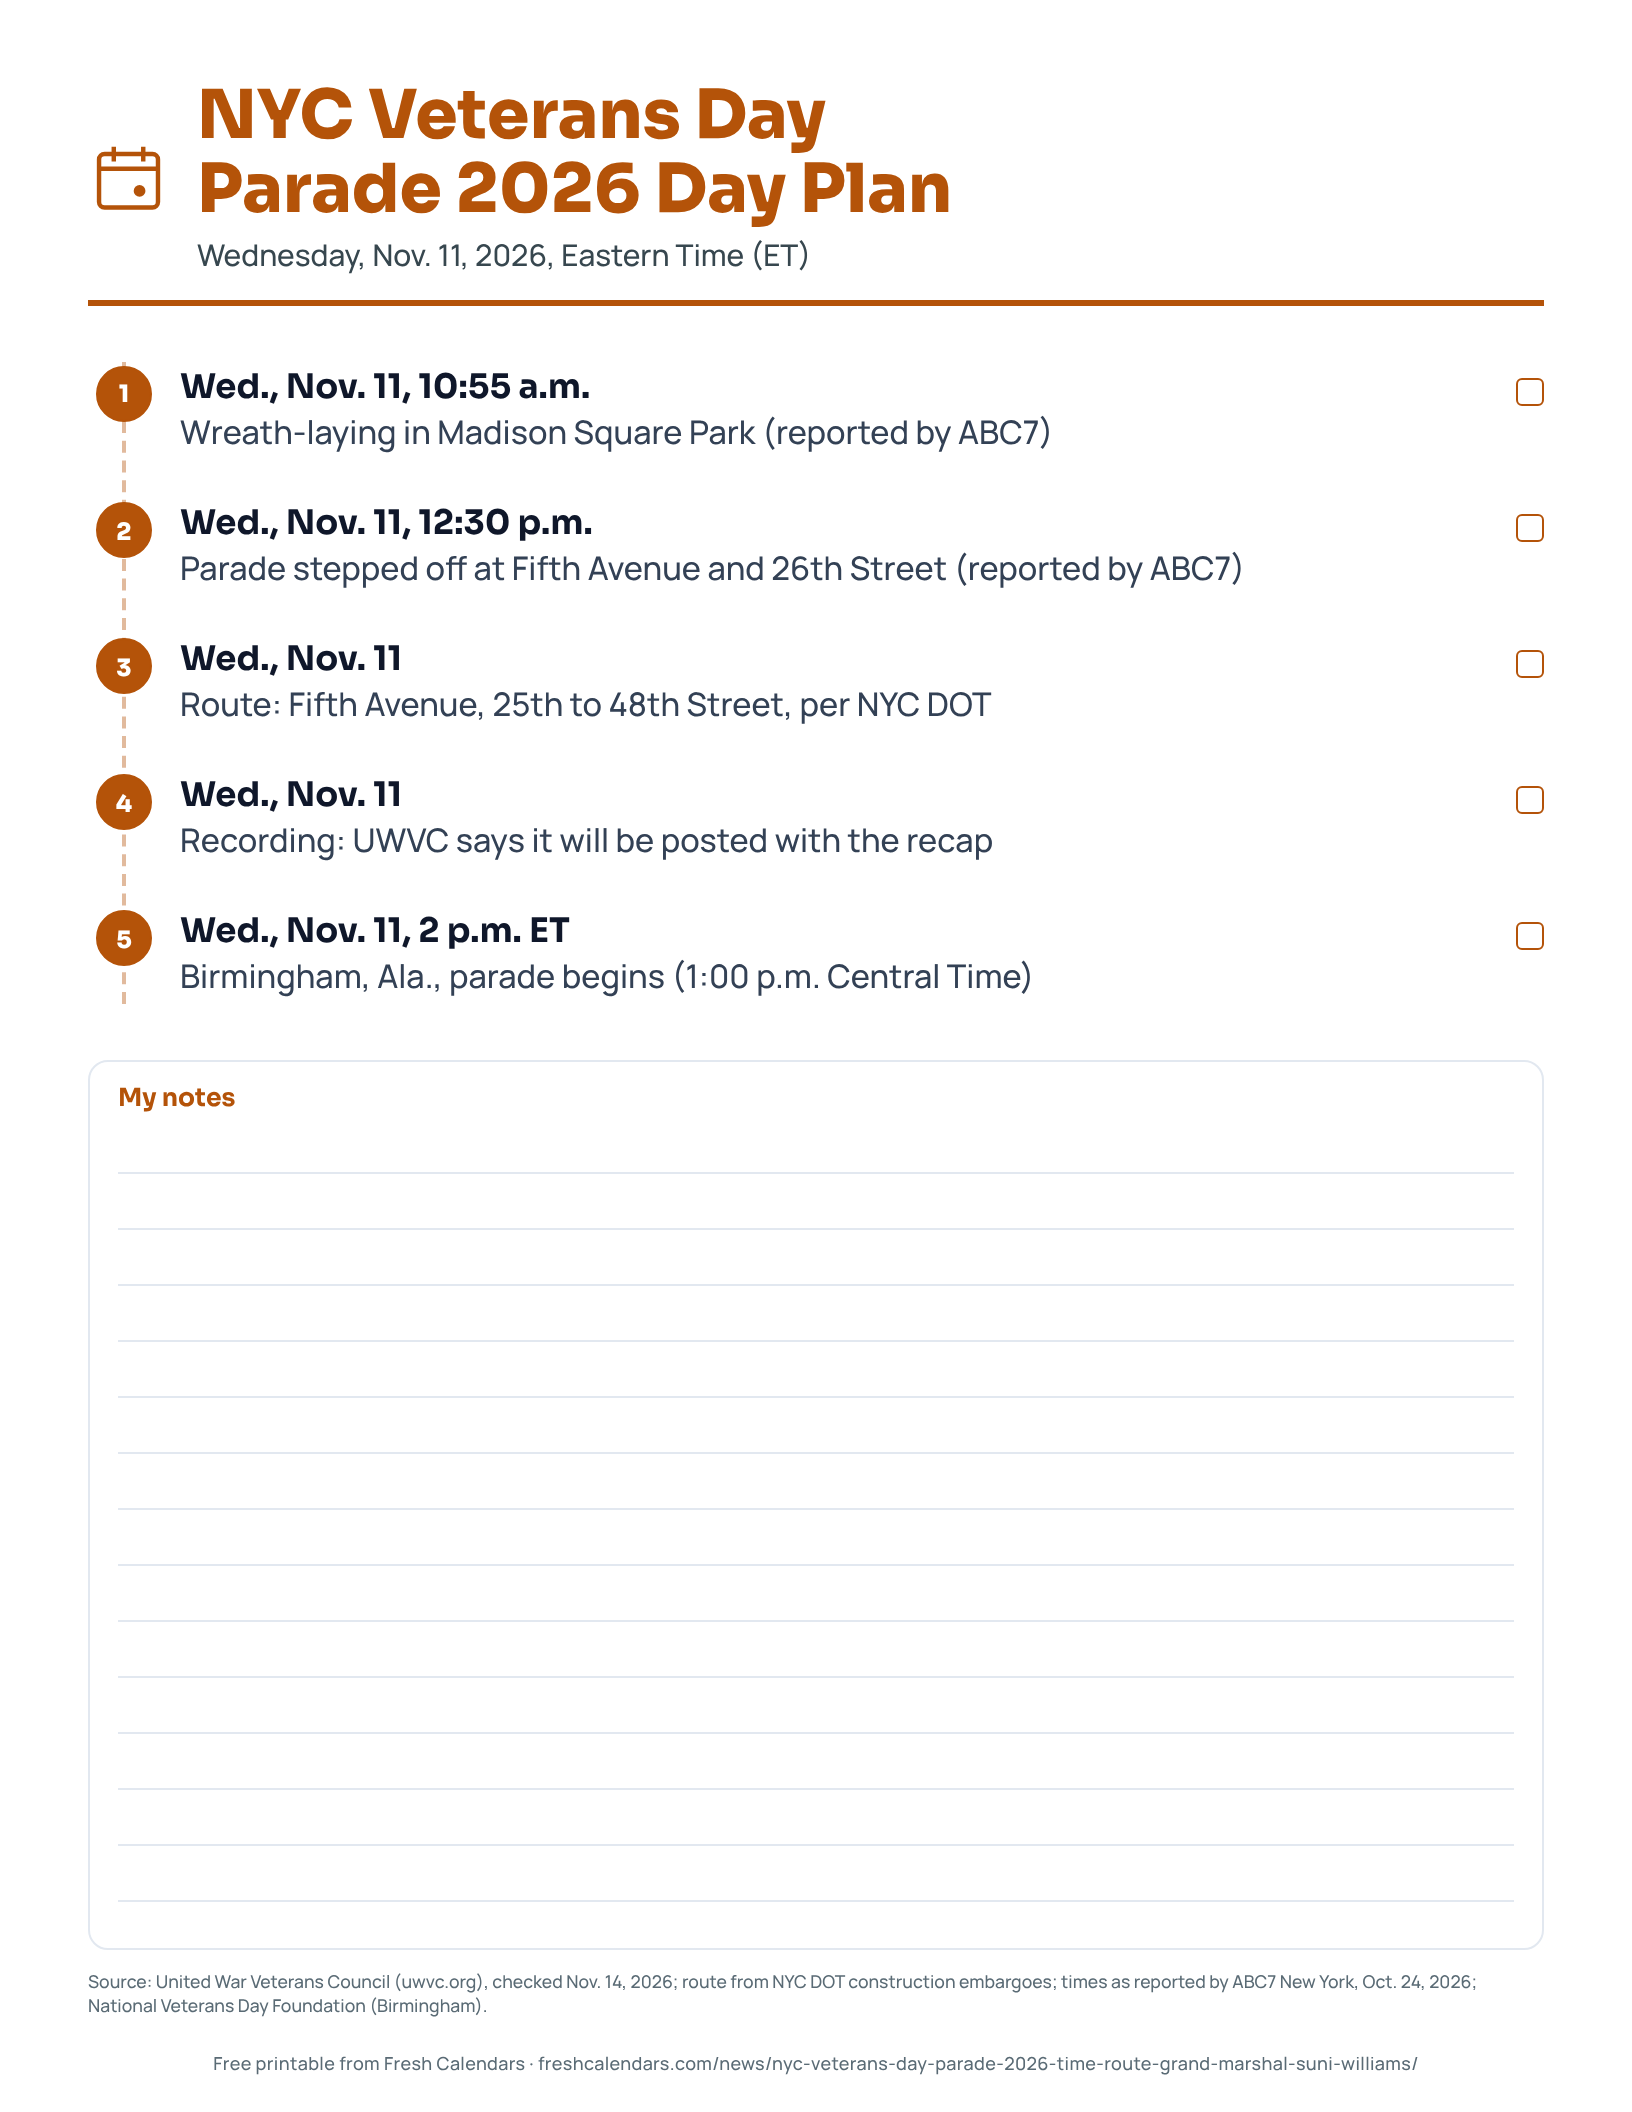 NYC Veterans Day
Parade 2026 Day Plan
Wednesday, Nov. 11, 2026, Eastern Time (ET)
1
Wed., Nov. 11, 10:55 a.m.
Wreath-laying in Madison Square Park (reported by ABC7)
2
Wed., Nov. 11, 12:30 p.m.
Parade stepped off at Fifth Avenue and 26th Street (reported by ABC7)
3
Wed., Nov. 11
Route: Fifth Avenue, 25th to 48th Street, per NYC DOT
4
Wed., Nov. 11
Recording: UWVC says it will be posted with the recap
5
Wed., Nov. 11, 2 p.m. ET
Birmingham, Ala., parade begins (1:00 p.m. Central Time)
My notes
Source: United War Veterans Council (uwvc.org), checked Nov. 14, 2026; route from NYC DOT construction embargoes; times as reported by ABC7 New York, Oct. 24, 2026;
National Veterans Day Foundation (Birmingham).
Free printable from Fresh Calendars · freshcalendars.com/news/nyc-veterans-day-parade-2026-time-route-grand-marshal-suni-williams/